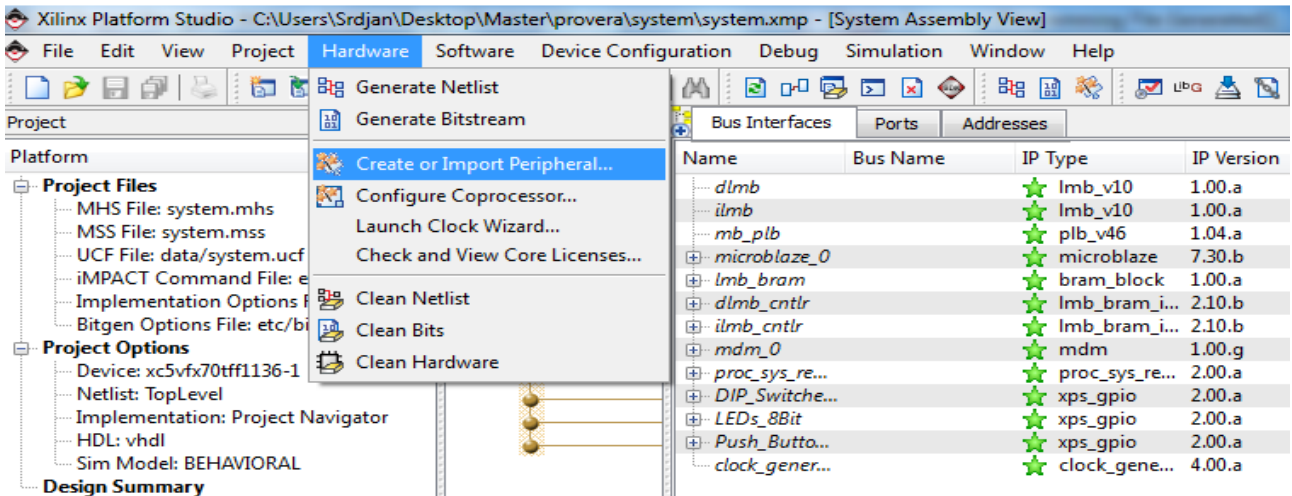 Xilinx Platform Studio - C:\Users\Srdjan\Desktop\Master\provera\system\system.xmp - [System Assembly View]
File Edit View Project Hardware Software Device Configuration Debug Simulation Window Help
Project
Platform
Project Files
MHS File: system.mhs
MSS File: system.mss
UCF File: data/system.ucf
iMPACT Command File: e
Implementation Options F
Bitgen Options File: etc/bi
Project Options
Device: xc5vfx70tff1136-1
Netlist: TopLevel
Implementation: Project Navigator
HDL: vhdl
Sim Model: BEHAVIORAL
Design Summary
Generate Netlist
Generate Bitstream
Create or Import Peripheral...
Configure Coprocessor...
Launch Clock Wizard...
Check and View Core Licenses...
Clean Netlist
Clean Bits
Clean Hardware
Bus Interfaces Ports Addresses
Name Bus Name IP Type IP Version
dlmb lmb_v10 1.00.a
ilmb lmb_v10 1.00.a
mb_plb plb_v46 1.04.a
microblaze_0 microblaze 7.30.b
lmb_bram bram_block 1.00.a
dlmb_cntlr lmb_bram_i... 2.10.b
ilmb_cntlr lmb_bram_i... 2.10.b
mdm_0 mdm 1.00.g
proc_sys_re... proc_sys_re... 2.00.a
DIP_Switche... xps_gpio 2.00.a
LEDs_8Bit xps_gpio 2.00.a
Push_Butto... xps_gpio 2.00.a
clock_gener... clock_gene... 4.00.a